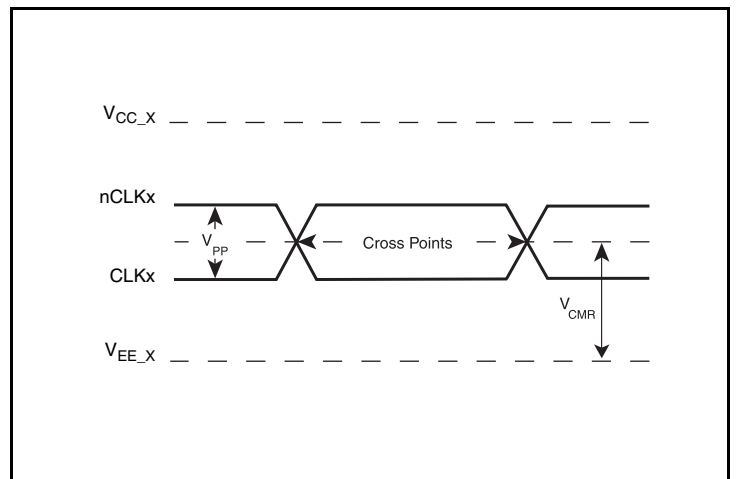 VCC_X
nCLKx
VPP
Cross Points
CLKx
VCMR
VEE_X